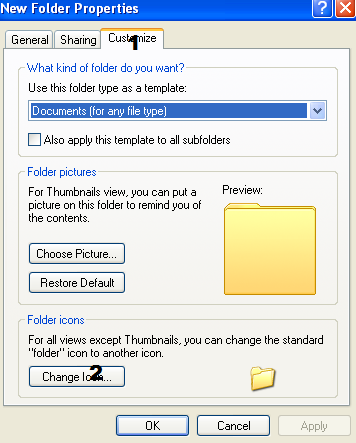 New Folder Properties
General
Sharing
Customize
1
What kind of folder do you want?
Use this folder type as a template:
Documents (for any file type)
Also apply this template to all subfolders
Folder pictures
For Thumbnails view, you can put a
picture on this folder to remind you of
the contents.
Preview:
Choose Picture...
Restore Default
Folder icons
For all views except Thumbnails, you can change the standard
"folder" icon to another icon.
Change Icon...
2
OK
Cancel
Apply